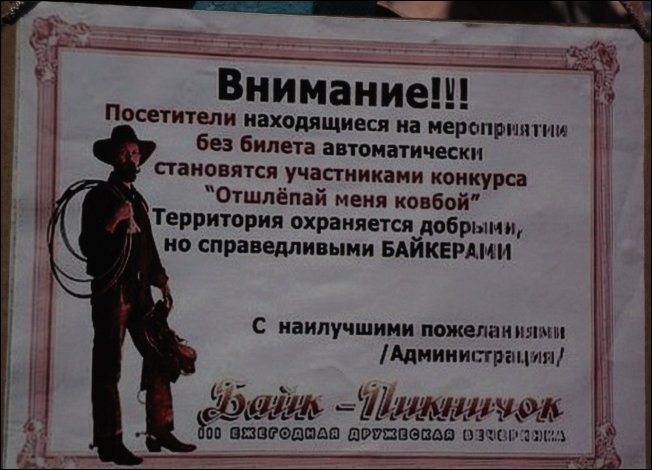 Внимание!!!
Посетители находящиеся на мероприятии
без билета автоматически
становятся участниками конкурса
"Отшлёпай меня ковбой"
Территория охраняется добрыми,
но справедливыми БАЙКЕРАМИ
С наилучшими пожеланиями
/Администрация/
Байк - Пикничок
III ЕЖЕГОДНАЯ ДРУЖЕСКАЯ ВЕЧЕРИНКА